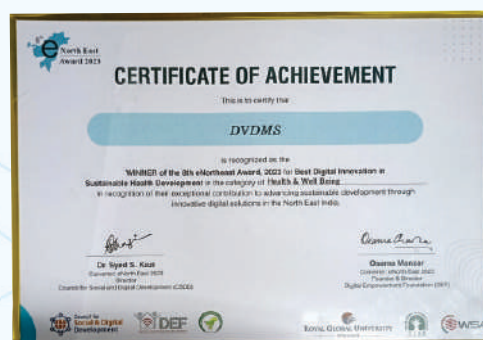 e North East
Award 2023
CERTIFICATE OF ACHIEVEMENT
This is to certify that
DVDMS
is recognized as the
WINNER of the 8th eNortheast Award, 2023 for Best Digital Innovation in
Sustainable Health Development in the category of Health & Well Being
in recognition of their exceptional contribution to advancing sustainable development through
innovative digital solutions in the North East India.
Dr Syed S. Kazi
Convenor eNorth East 2023
Director
Council for Social and Digital Development (CSDD)
Osama Manzar
Convenor eNorth East 2023
Founder & Director
Digital Empowerment Foundation (DEF)
Council for
Social & Digital
Development
DEF
ROYAL GLOBAL UNIVERSITY
WSA